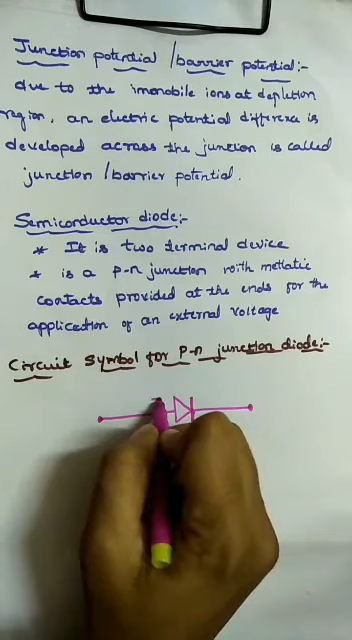 Junction potential / barrier potential:-
due to the imonobile ions at depletion
region, an electric potential difference is
developed across the junction is called
junction / barrier potential.
Semiconductor diode:-
* It is two terminal device
* is a p-n junction with metlatic
contacts provided at the ends for the
application of an external voltage
Circuit Symbol for P-n junction diode:-